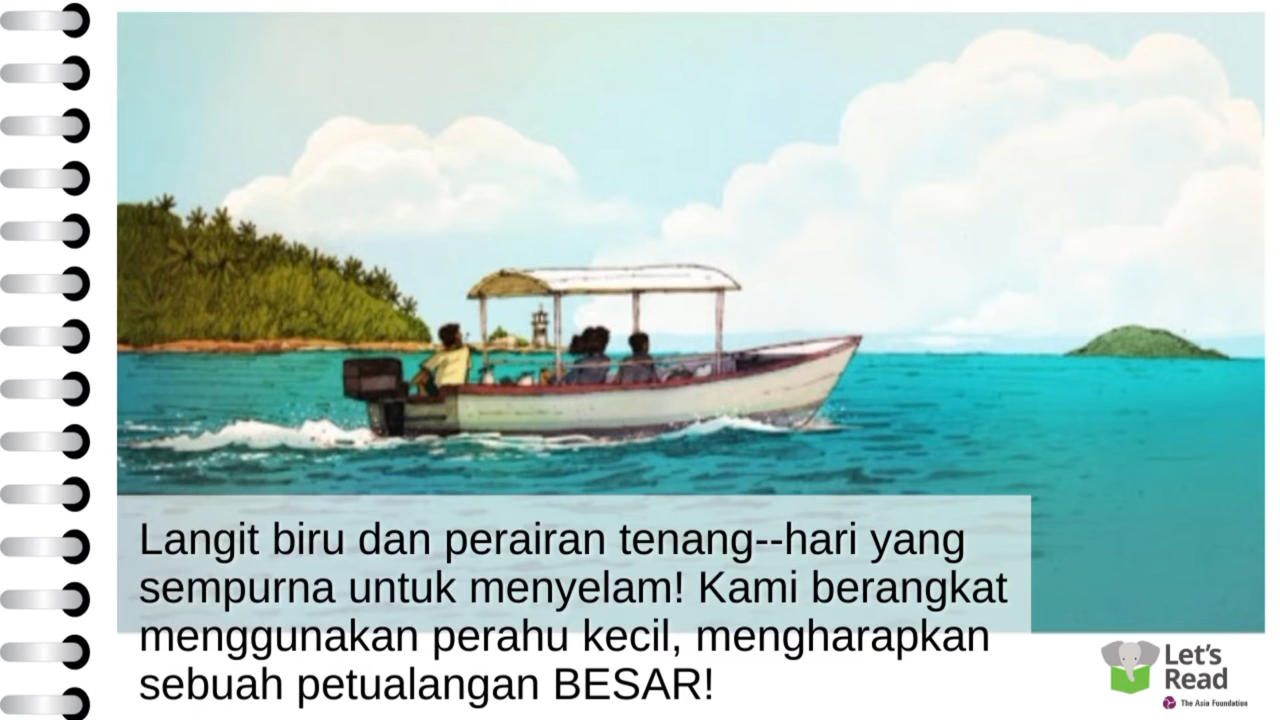 Langit biru dan perairan tenang--hari yang
sempurna untuk menyelam! Kami berangkat
menggunakan perahu kecil, mengharapkan
sebuah petualangan BESAR!
Let's
Read
The Asia Foundation